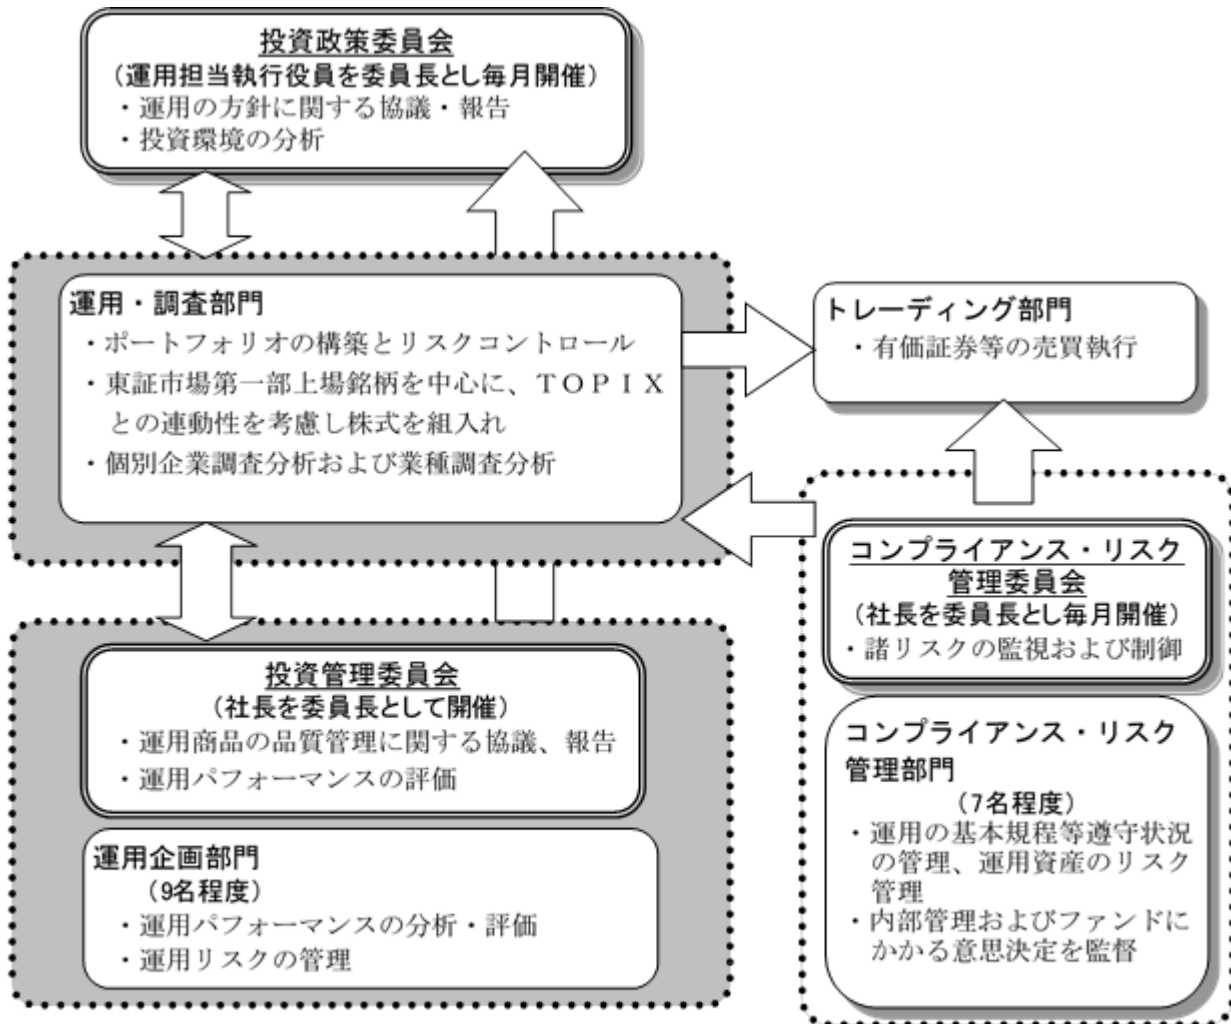 投資政策委員会
（運用担当執行役員を委員長とし毎月開催）
・運用の方針に関する協議・報告
・投資環境の分析
運用・調査部門
・ポートフォリオの構築とリスクコントロール
・東証市場第一部上場銘柄を中心に、ＴＯＰＩＸ
との連動性を考慮し株式を組入れ
・個別企業調査分析および業種調査分析
トレーディング部門
・有価証券等の売買執行
投資管理委員会
（社長を委員長として開催）
・運用商品の品質管理に関する協議、報告
・運用パフォーマンスの評価
運用企画部門
（9名程度）
・運用パフォーマンスの分析・評価
・運用リスクの管理
コンプライアンス・リスク
管理委員会
（社長を委員長とし毎月開催）
・諸リスクの監視および制御
コンプライアンス・リスク
管理部門
（7名程度）
・運用の基本規程等遵守状況
の管理、運用資産のリスク
管理
・内部管理およびファンドに
かかる意思決定を監督